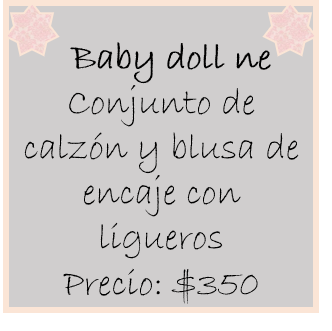 Baby doll ne
Conjunto de
calzón y blusa de
encaje con
ligueros
Precio: $350